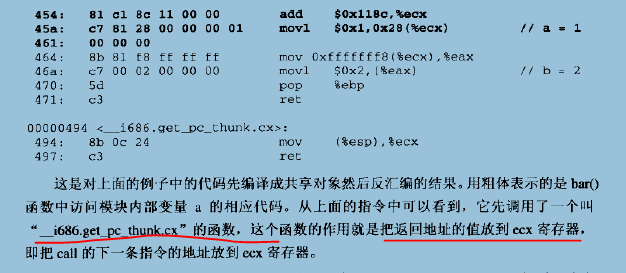 454: 81 c1 8c 11 00 00 add $0x118c,%ecx
45a: c7 81 28 00 00 00 01 movl $0x1,0x28(%ecx) // a = 1
461: 00 00 00
464: 8b 81 f8 ff ff ff mov 0xfffffff8(%ecx),%eax
46a: c7 00 02 00 00 00 movl $0x2,(%eax) // b = 2
470: 5d pop %ebp
471: c3 ret
00000494 <__i686.get_pc_thunk.cx>:
494: 8b 0c 24 mov (%esp),%ecx
497: c3 ret
这是对上面的例子中的代码先编译成共享对象然后反汇编的结果。用粗体表示的是 bar()
函数中访问模块内部变量 a 的相应代码。从上面的指令中可以看到，它先调用了一个叫
“__i686.get_pc_thunk.cx”的函数，这个函数的作用就是把返回地址的值放到 ecx 寄存器，
即把 call 的下一条指令的地址放到 ecx 寄存器。